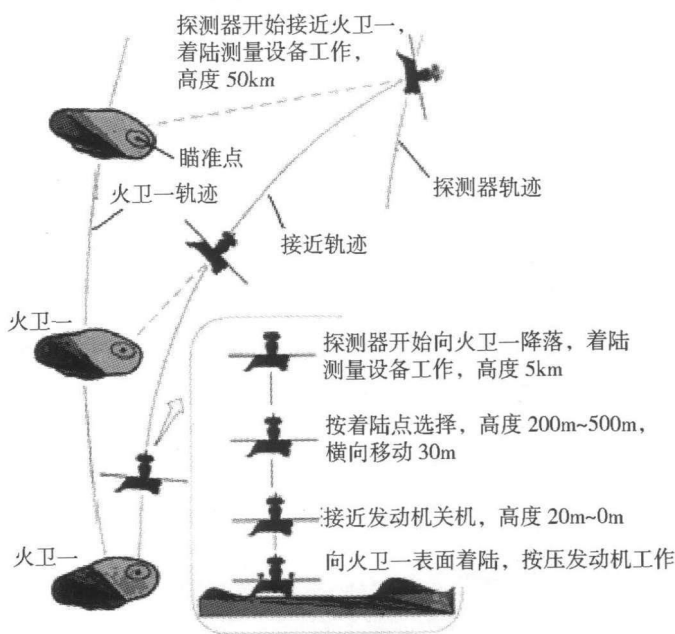 探测器开始接近火卫一，
着陆测量设备工作，
高度 50km
瞄准点
火卫一轨迹
探测器轨迹
接近轨迹
火卫一
探测器开始向火卫一降落，着陆
测量设备工作，高度 5km
按着陆点选择，高度 200m~500m，
横向移动 30m
接近发动机关机，高度 20m~0m
火卫一
向火卫一表面着陆，按压发动机工作